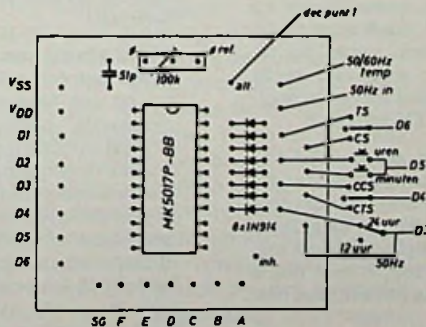 dec punt 1
ø
ø rel.
100k
51p
alt.
50/60Hz
temp
50Hz in
TS
CS
D6
uren
D5
minuten
CCS
D4
CTS
24 uur
12 uur
50Hz
VSS
VDD
D1
D2
D3
D4
D5
D6
MK5017P-BB
8x1N914
inh.
SG F E D C B A